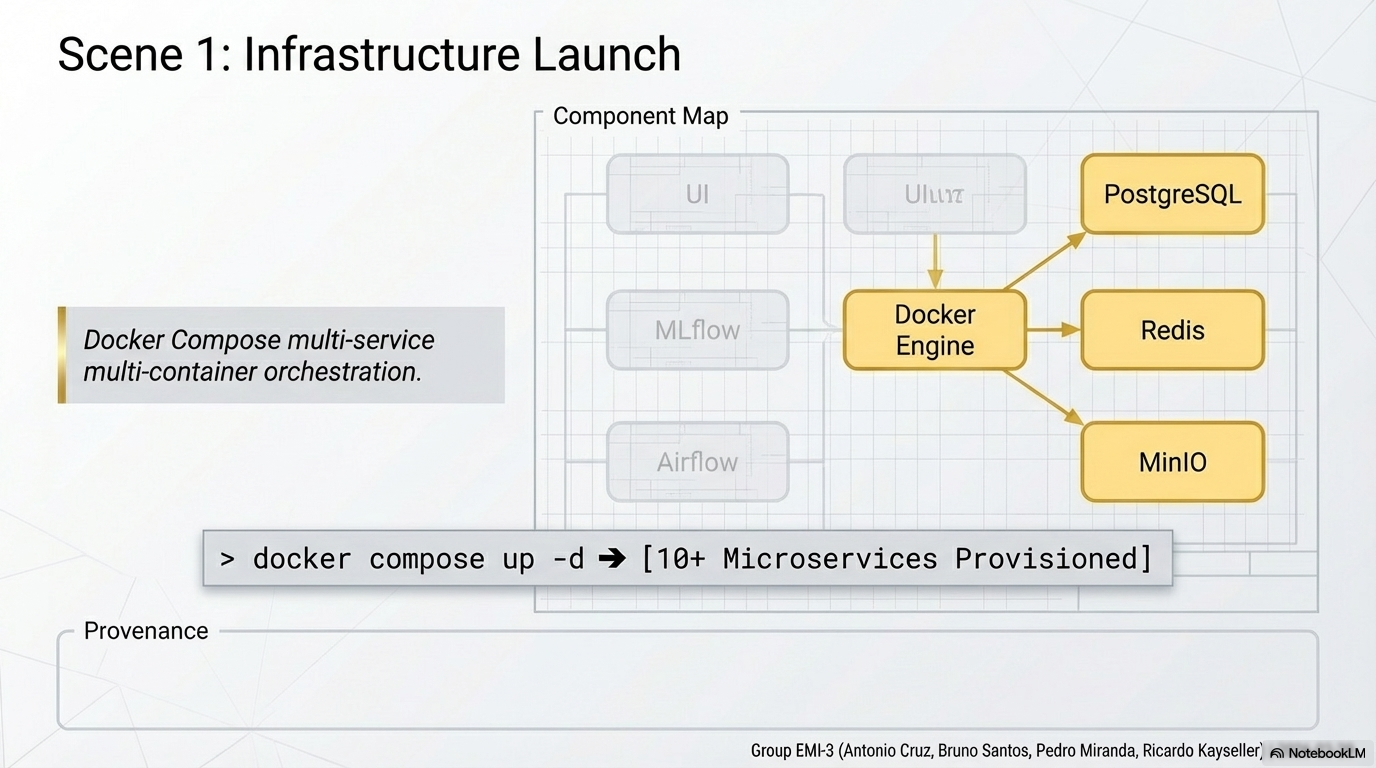 Scene 1: Infrastructure Launch
Component Map
UI
PostgreSQL
Docker Compose multi-service
multi-container orchestration.
MLflow
Docker
Engine
Redis
Airflow
MinIO
> docker compose up -d ➔ [10+ Microservices Provisioned]
Provenance
Group EMI-3 (Antonio Cruz, Bruno Santos, Pedro Miranda, Ricardo Kayseller)
NotebookLM